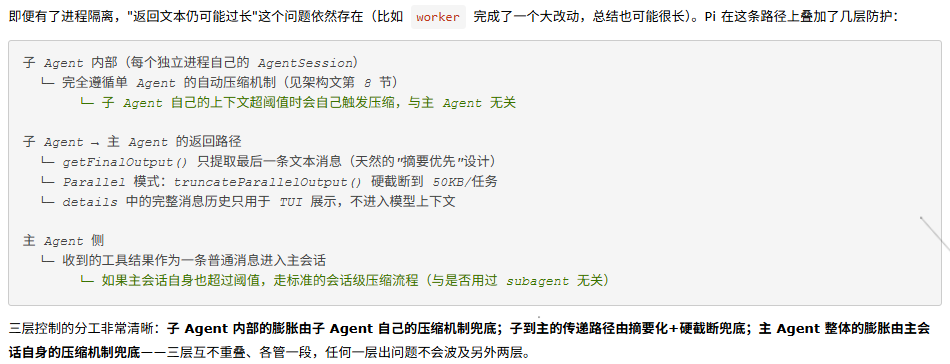 即便有了进程隔离，"返回文本仍可能过长"这个问题依然存在（比如 worker 完成了一个大改动，总结也可能很长）。Pi 在这条路径上叠加了几层防护：
子 Agent 内部（每个独立进程自己的 AgentSession）
└─ 完全遵循单 Agent 的自动压缩机制（见架构文第 8 节）
└─ 子 Agent 自己的上下文超阈值时会自己触发压缩，与主 Agent 无关
子 Agent → 主 Agent 的返回路径
└─ getFinalOutput() 只提取最后一条文本消息（天然的"摘要优先"设计）
└─ Parallel 模式：truncateParallelOutput() 硬截断到 50KB/任务
└─ details 中的完整消息历史只用于 TUI 展示，不进入模型上下文
主 Agent 侧
└─ 收到的工具结果作为一条普通消息进入主会话
└─ 如果主会话自身也超过阈值，走标准的会话级压缩流程（与是否用过 subagent 无关）
三层控制的分工非常清晰：子 Agent 内部的膨胀由子 Agent 自己的压缩机制兜底；子到主的传递路径由摘要化+硬截断兜底；主 Agent 整体的膨胀由主会
话自身的压缩机制兜底——三层互不重叠、各管一段，任何一层出问题不会波及另外两层。